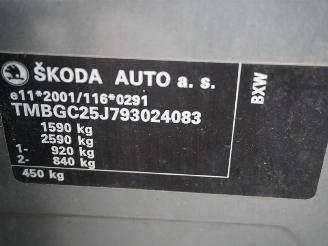 ŠKODA AUTO a. s.
e11*2001/116*0291
TMBGC25J793024083
1590 kg
2590 kg
1- 920 kg
2- 840 kg
450 kg
BXW